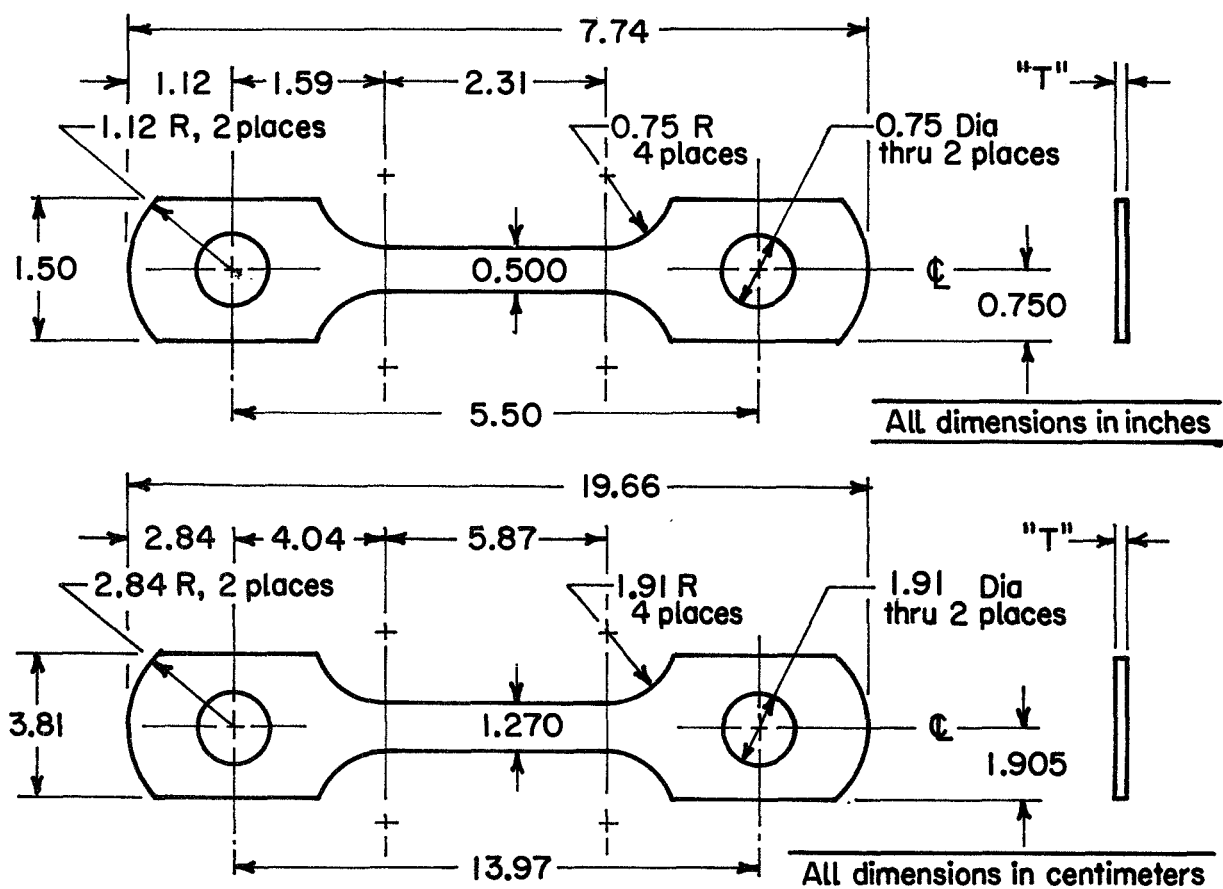 7.74
1.12
1.59
2.31
"T"
1.12 R, 2 places
0.75 R
4 places
0.75 Dia
thru 2 places
1.50
0.500
℄
0.750
5.50
All dimensions in inches
19.66
2.84
4.04
5.87
"T"
2.84 R, 2 places
1.91 R
4 places
1.91 Dia
thru 2 places
3.81
1.270
℄
1.905
13.97
All dimensions in centimeters